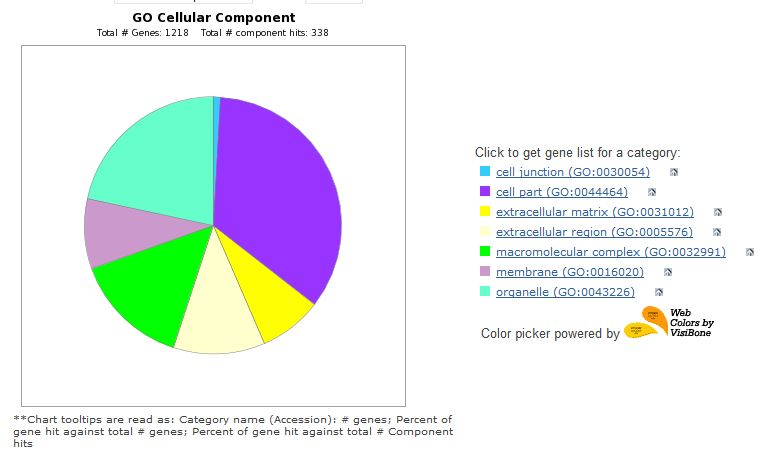 GO Cellular Component
Total # Genes: 1218 Total # component hits: 338
Click to get gene list for a category:
cell junction (GO:0030054)
cell part (GO:0044464)
extracellular matrix (GO:0031012)
extracellular region (GO:0005576)
macromolecular complex (GO:0032991)
membrane (GO:0016020)
organelle (GO:0043226)
Color picker powered by
Web
Colors by
VisiBone
**Chart tooltips are read as: Category name (Accession): # genes; Percent of
gene hit against total # genes; Percent of gene hit against total # Component
hits